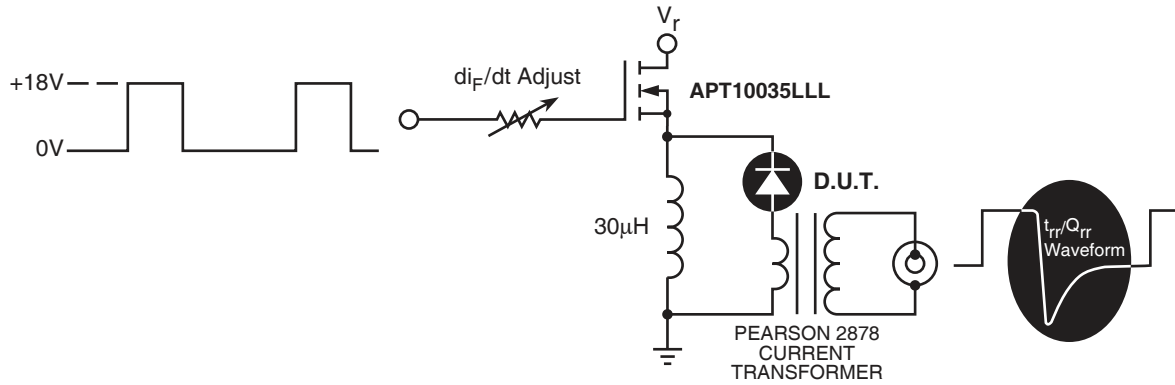 V_r
+18V
0V
di_F/dt Adjust
APT10035LLL
D.U.T.
30μH
t_rr/Q_rr
Waveform
PEARSON 2878
CURRENT
TRANSFORMER